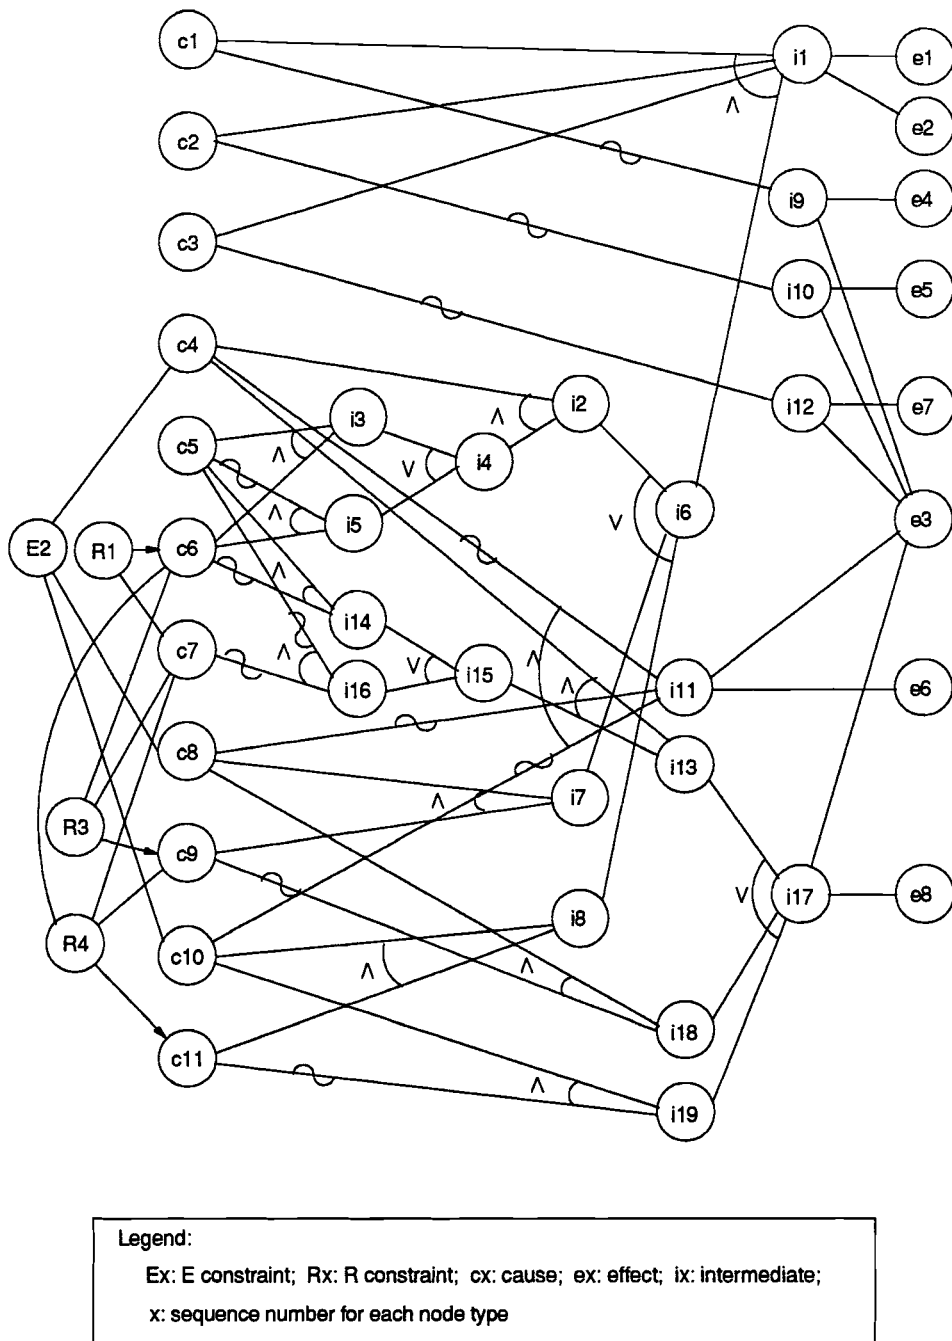 c1
i1
e1
Λ
e2
c2
i9
e4
c3
i10
e5
c4
i2
i12
e7
Λ
i3
c5
Λ
V
i4
i6
e3
V
Λ
i5
E2
R1
c6
Λ
i14
c7
Λ
V
i15
Λ
i16
Λ
i11
e6
c8
i13
Λ
i7
R3
c9
V
i17
e8
i8
R4
c10
Λ
Λ
i18
c11
Λ
i19
Legend:
Ex: E constraint; Rx: R constraint; cx: cause; ex: effect; ix: intermediate;
x: sequence number for each node type